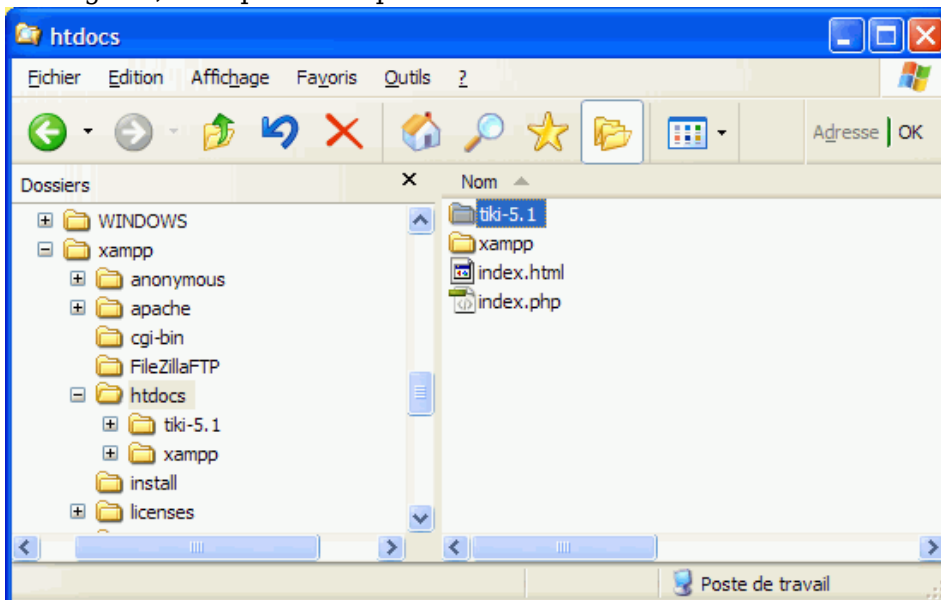 htdocs
Fichier Edition Affichage Favoris Outils ?
Adresse OK
Dossiers
WINDOWS
xampp
anonymous
apache
cgi-bin
FileZillaFTP
htdocs
tiki-5.1
xampp
install
licenses
Nom
tiki-5.1
xampp
index.html
index.php
Poste de travail